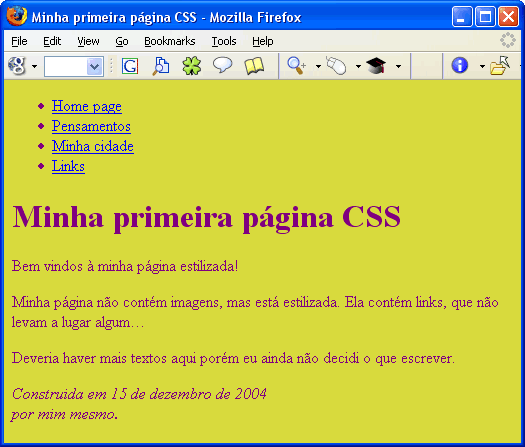 Minha primeira página CSS - Mozilla Firefox
File Edit View Go Bookmarks Tools Help
Home page
Pensamentos
Minha cidade
Links
Minha primeira página CSS
Bem vindos à minha página estilizada!
Minha página não contém imagens, mas está estilizada. Ela contém links, que não
levam a lugar algum…
Deveria haver mais textos aqui porém eu ainda não decidi o que escrever.
Construida em 15 de dezembro de 2004
por mim mesmo.